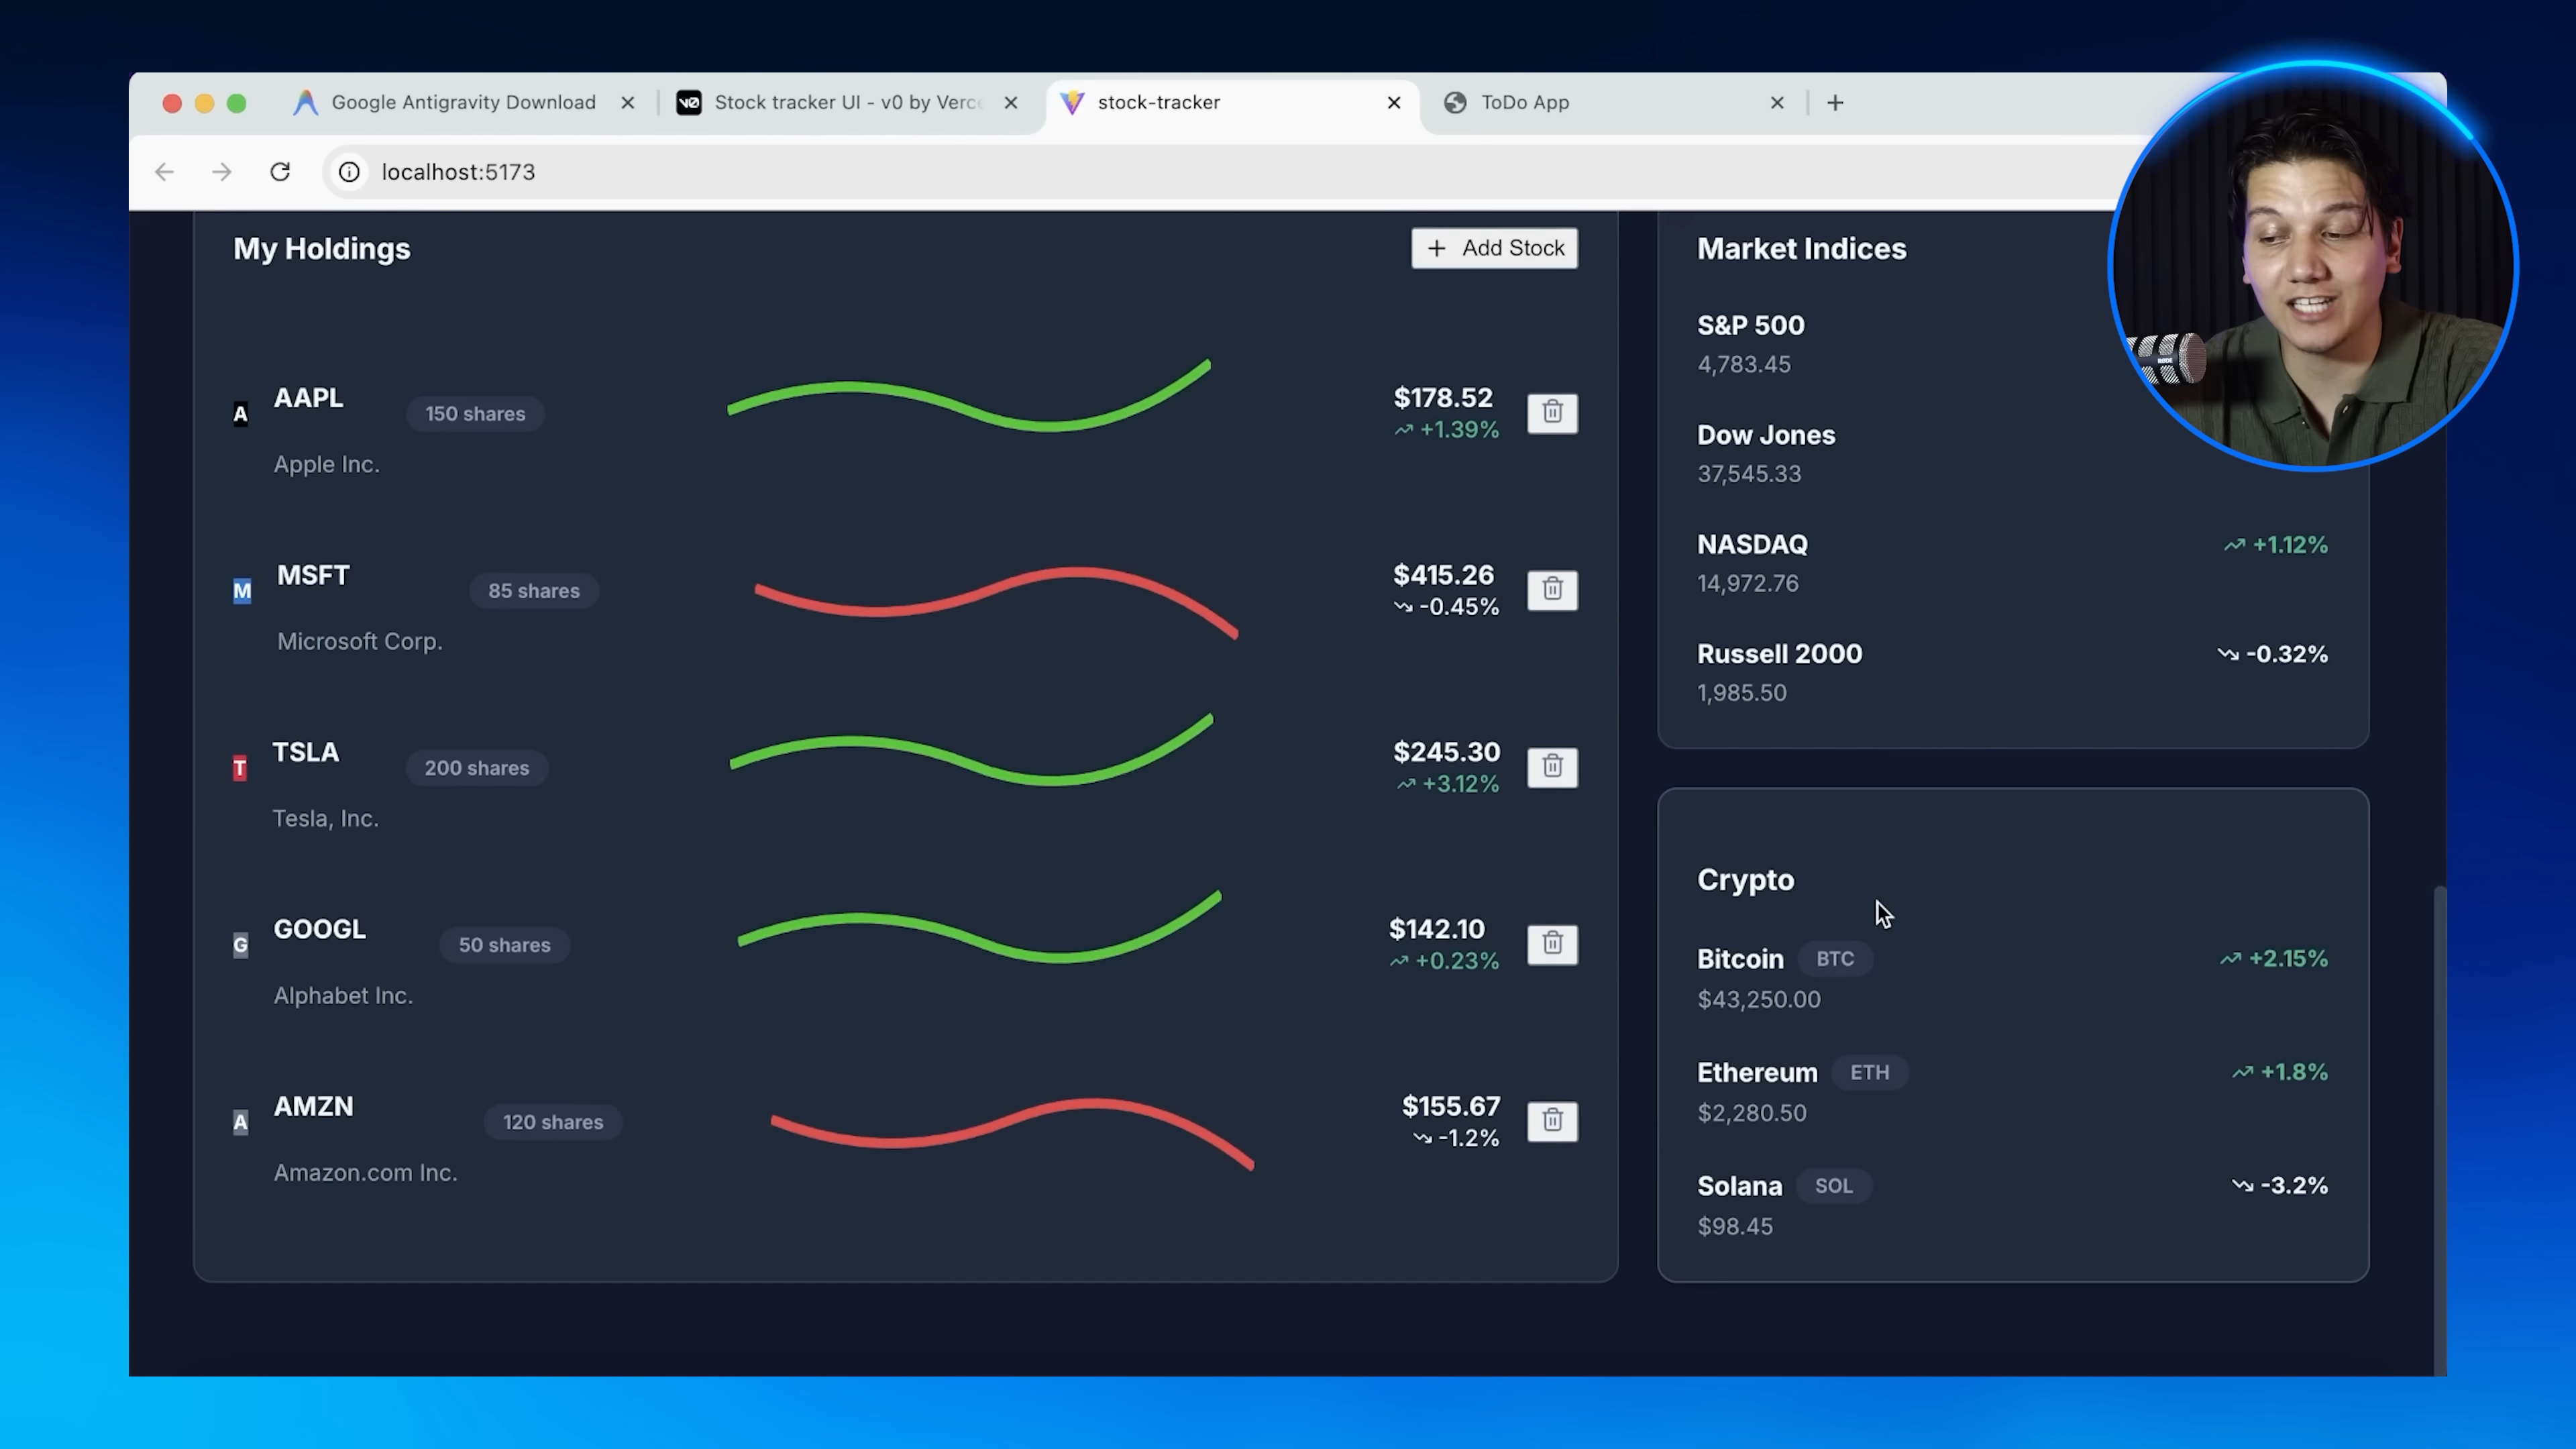 Google Antigravity Download
v0 Stock tracker UI - v0 by Verc
stock-tracker
ToDo App
localhost:5173
My Holdings
+ Add Stock
A AAPL 150 shares $178.52
+1.39%
Apple Inc.
M MSFT 85 shares $415.26
-0.45%
Microsoft Corp.
T TSLA 200 shares $245.30
+3.12%
Tesla, Inc.
G GOOGL 50 shares $142.10
+0.23%
Alphabet Inc.
A AMZN 120 shares $155.67
-1.2%
Amazon.com Inc.
Market Indices
S&P 500
4,783.45
Dow Jones
37,545.33
NASDAQ +1.12%
14,972.76
Russell 2000 -0.32%
1,985.50
Crypto
Bitcoin BTC +2.15%
$43,250.00
Ethereum ETH +1.8%
$2,280.50
Solana SOL -3.2%
$98.45
RODE